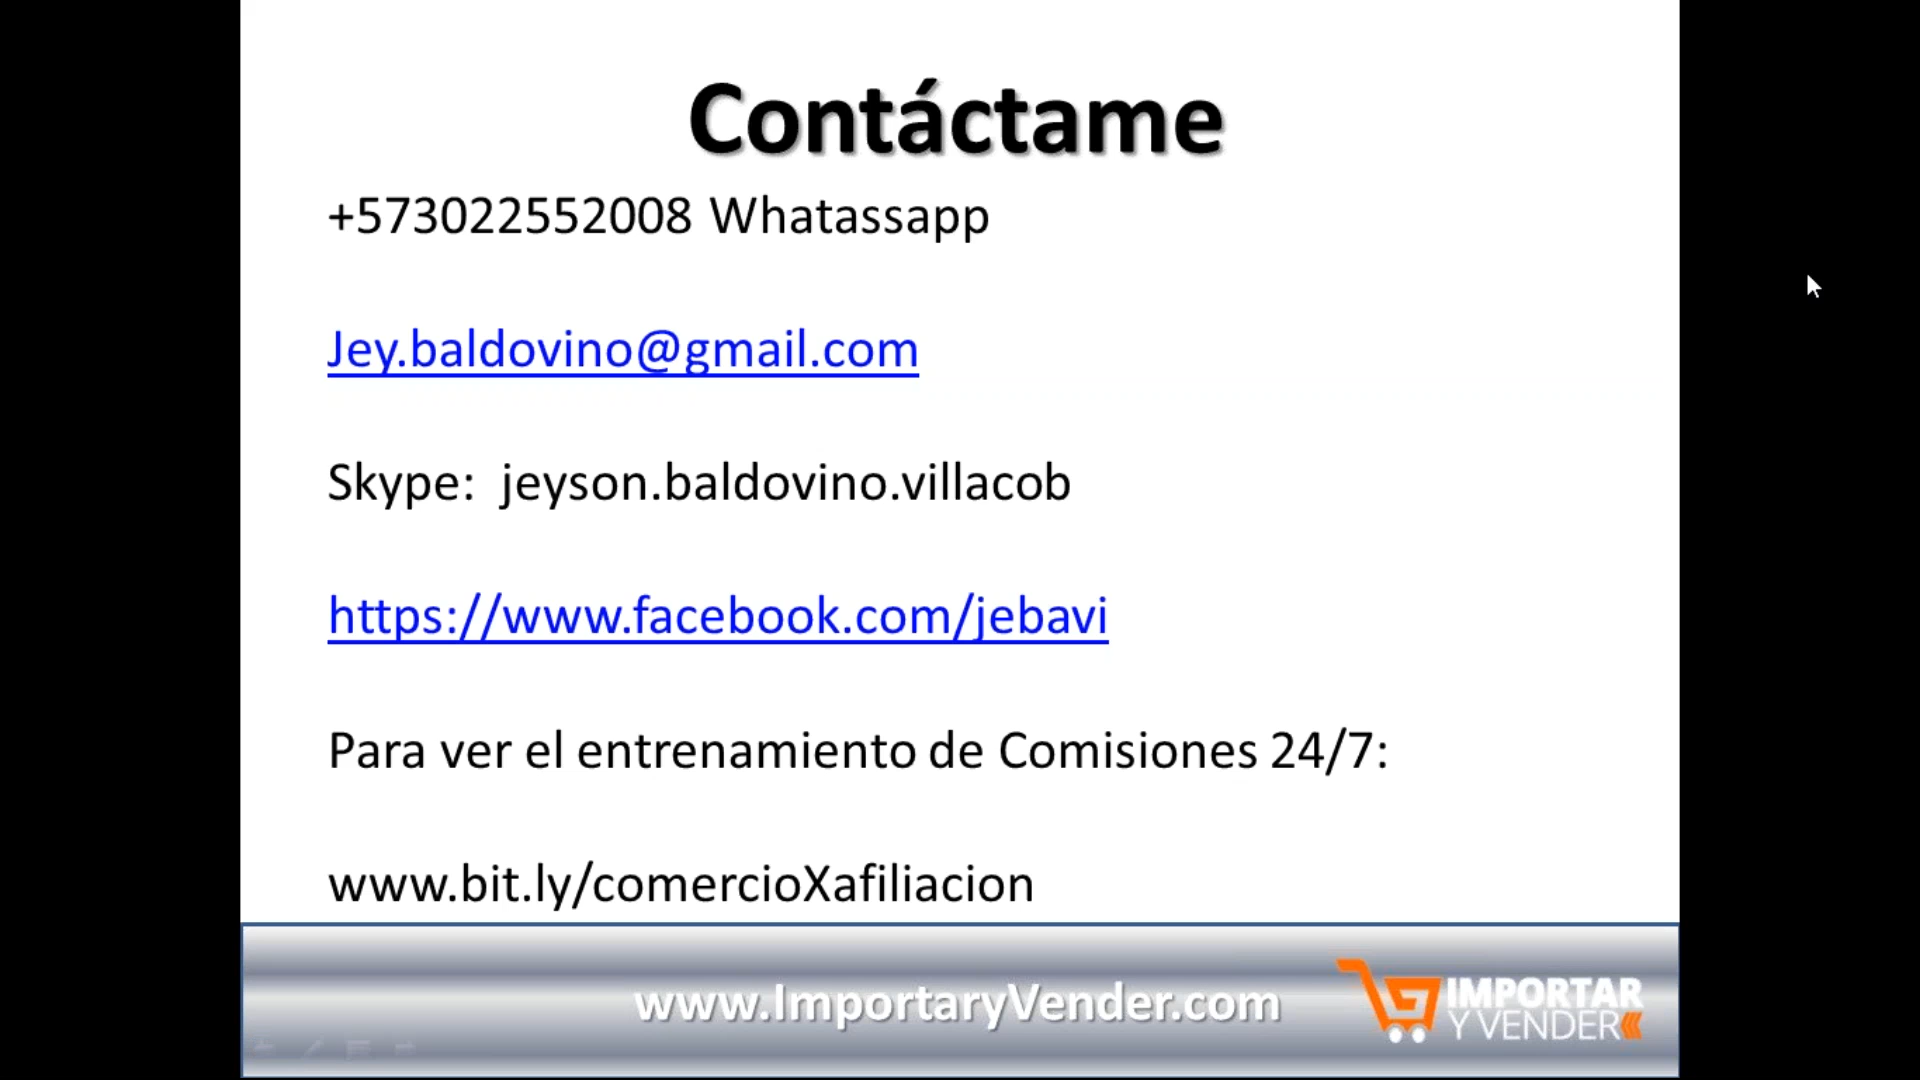 Contáctame
+573022552008 Whatassapp
Jey.baldovino@gmail.com
Skype:  jeyson.baldovino.villacob
https://www.facebook.com/jebavi
Para ver el entrenamiento de Comisiones 24/7:
www.bit.ly/comercioXafiliacion
www.ImportaryVender.com
IMPORTAR
Y VENDER